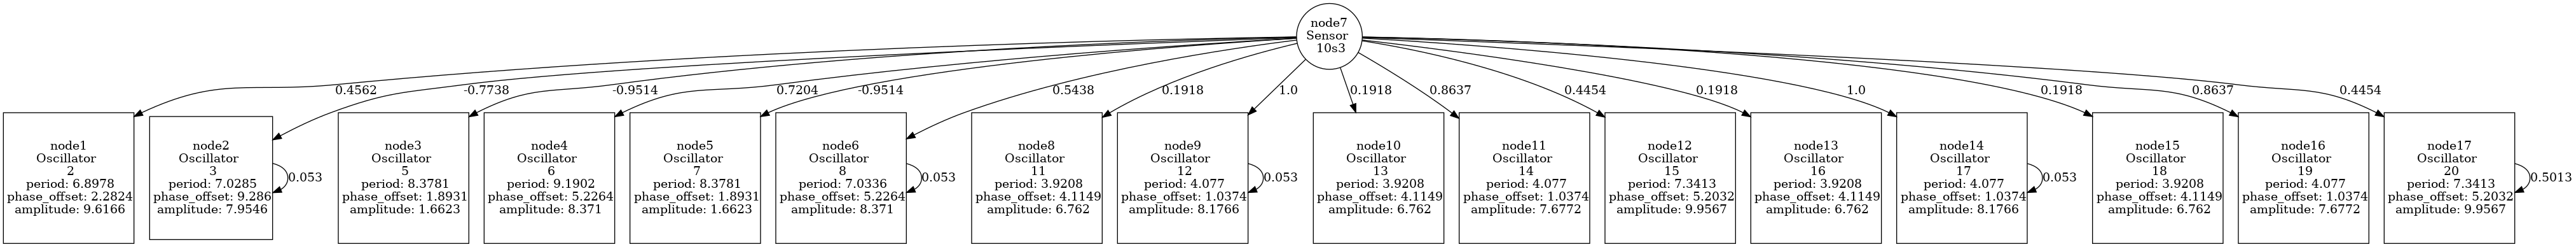 node7
Sensor
10s3
0.4562
-0.7738
-0.9514
0.7204
-0.9514
0.5438
0.1918
1.0
0.1918
0.8637
0.4454
0.1918
1.0
0.1918
0.8637
0.4454
node1
Oscillator
2
period: 6.8978
phase_offset: 2.2824
amplitude: 9.6166
node2
Oscillator
3
period: 7.0285
phase_offset: 9.286
amplitude: 7.9546
0.053
node3
Oscillator
5
period: 8.3781
phase_offset: 1.8931
amplitude: 1.6623
node4
Oscillator
6
period: 9.1902
phase_offset: 5.2264
amplitude: 8.371
node5
Oscillator
7
period: 8.3781
phase_offset: 1.8931
amplitude: 1.6623
node6
Oscillator
8
period: 7.0336
phase_offset: 5.2264
amplitude: 8.371
0.053
node8
Oscillator
11
period: 3.9208
phase_offset: 4.1149
amplitude: 6.762
node9
Oscillator
12
period: 4.077
phase_offset: 1.0374
amplitude: 8.1766
0.053
node10
Oscillator
13
period: 3.9208
phase_offset: 4.1149
amplitude: 6.762
node11
Oscillator
14
period: 4.077
phase_offset: 1.0374
amplitude: 7.6772
node12
Oscillator
15
period: 7.3413
phase_offset: 5.2032
amplitude: 9.9567
node13
Oscillator
16
period: 3.9208
phase_offset: 4.1149
amplitude: 6.762
node14
Oscillator
17
period: 4.077
phase_offset: 1.0374
amplitude: 8.1766
0.053
node15
Oscillator
18
period: 3.9208
phase_offset: 4.1149
amplitude: 6.762
node16
Oscillator
19
period: 4.077
phase_offset: 1.0374
amplitude: 7.6772
node17
Oscillator
20
period: 7.3413
phase_offset: 5.2032
amplitude: 9.9567
0.5013